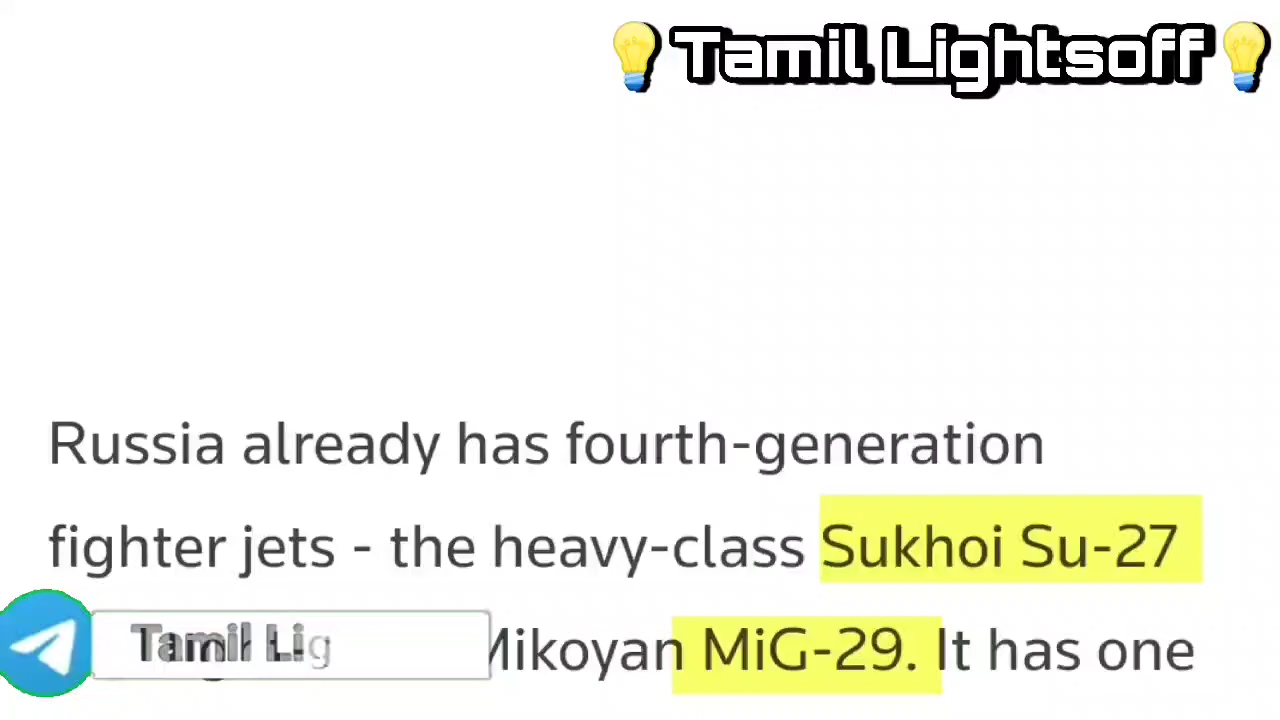 Tamil Lightsoff
Russia already has fourth-generation
fighter jets - the heavy-class Sukhoi Su-27
Tamil Lig
Mikoyan MiG-29. It has one